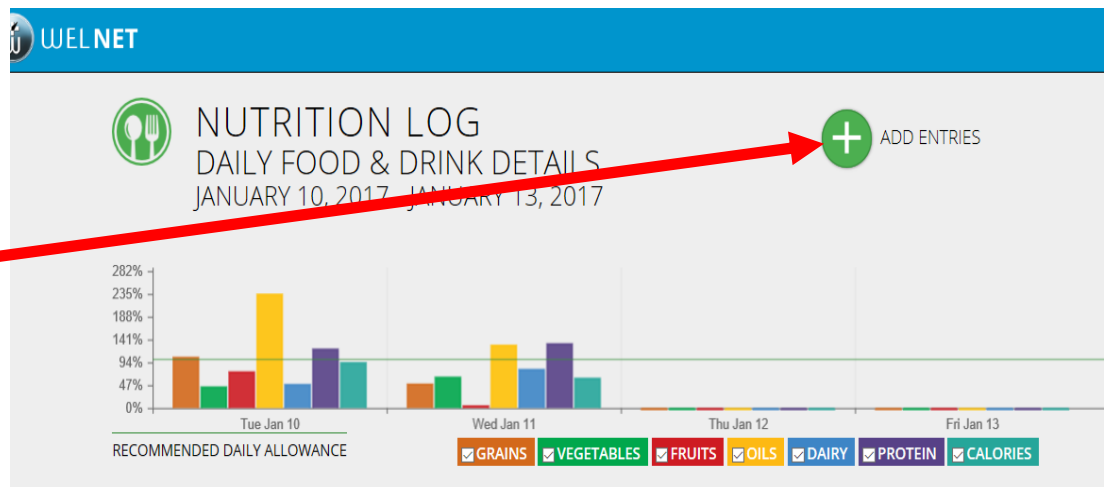 WELNET
NUTRITION LOG
ADD ENTRIES
DAILY FOOD & DRINK DETAILS
JANUARY 10, 2017 - JANUARY 13, 2017
282%
235%
188%
141%
94%
47%
0%
Tue Jan 10 Wed Jan 11 Thu Jan 12 Fri Jan 13
RECOMMENDED DAILY ALLOWANCE GRAINS VEGETABLES FRUITS OILS DAIRY PROTEIN CALORIES